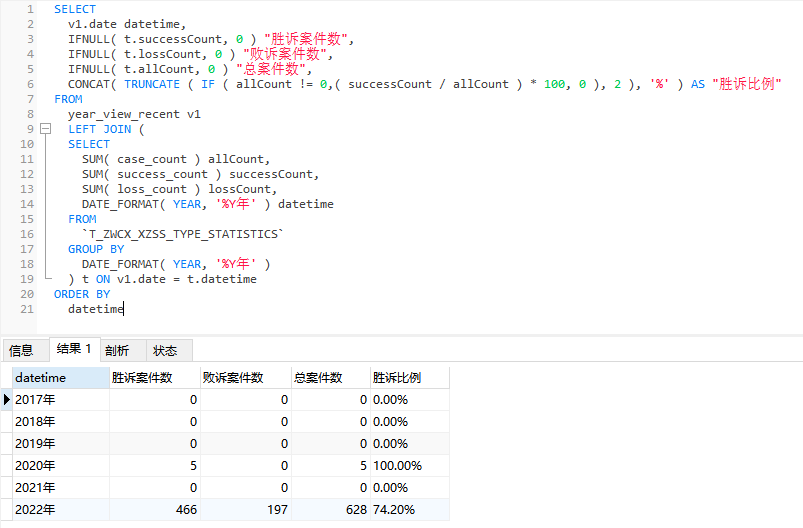 1 SELECT
2 v1.date datetime,
3 IFNULL( t.successCount, 0 ) "胜诉案件数",
4 IFNULL( t.lossCount, 0 ) "败诉案件数",
5 IFNULL( t.allCount, 0 ) "总案件数",
6 CONCAT( TRUNCATE ( IF ( allCount != 0,( successCount / allCount ) * 100, 0 ), 2 ), '%' ) AS "胜诉比例"
7 FROM
8 year_view_recent v1
9 LEFT JOIN (
10 SELECT
11 SUM( case_count ) allCount,
12 SUM( success_count ) successCount,
13 SUM( loss_count ) lossCount,
14 DATE_FORMAT( YEAR, '%Y年' ) datetime
15 FROM
16 `T_ZWCX_XZSS_TYPE_STATISTICS`
17 GROUP BY
18 DATE_FORMAT( YEAR, '%Y年' )
19 ) t ON v1.date = t.datetime
20 ORDER BY
21 datetime
信息 结果 1 剖析 状态
datetime 胜诉案件数 败诉案件数 总案件数 胜诉比例
2017年 0 0 0 0.00%
2018年 0 0 0 0.00%
2019年 0 0 0 0.00%
2020年 5 0 5 100.00%
2021年 0 0 0 0.00%
2022年 466 197 628 74.20%